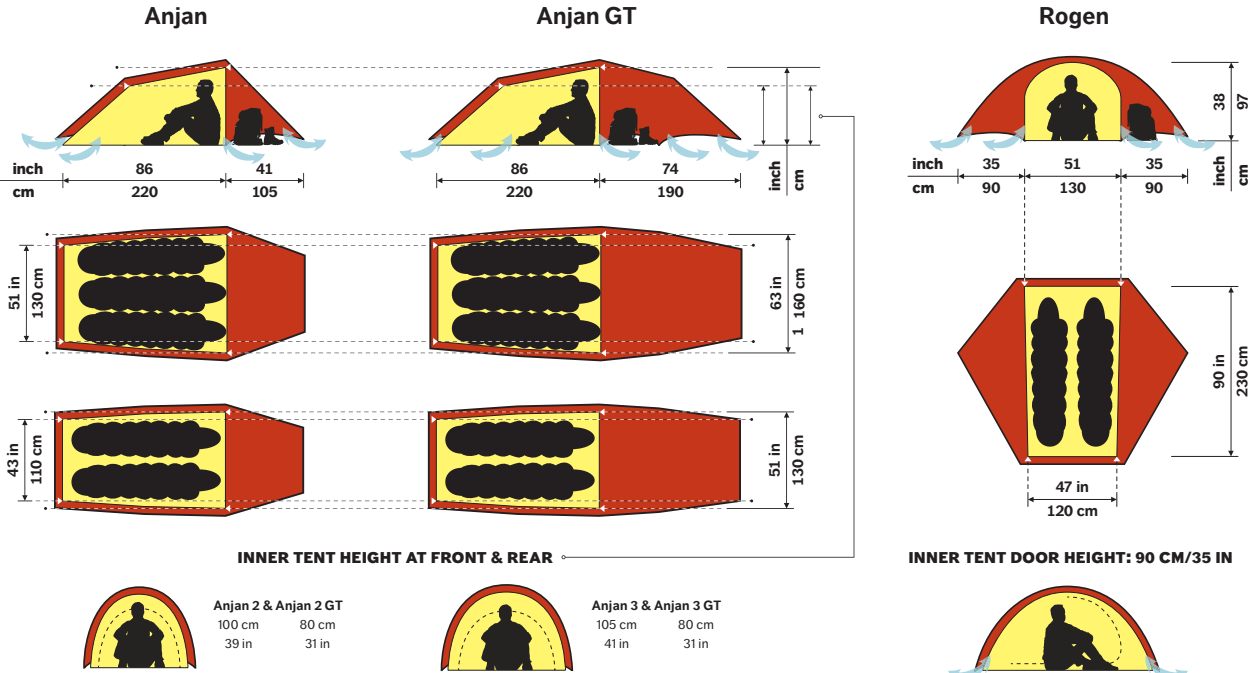 Anjan
Anjan GT
Rogen
inch 86 41
cm 220 105
86 74
220 190
inch
cm
38
97
inch
cm
inch 35 51 35
cm 90 130 90
51 in
130 cm
63 in
1 160 cm
43 in
110 cm
51 in
130 cm
90 in
230 cm
47 in
120 cm
INNER TENT HEIGHT AT FRONT & REAR
INNER TENT DOOR HEIGHT: 90 CM/35 IN
Anjan 2 & Anjan 2 GT
100 cm 80 cm
39 in 31 in
Anjan 3 & Anjan 3 GT
105 cm 80 cm
41 in 31 in